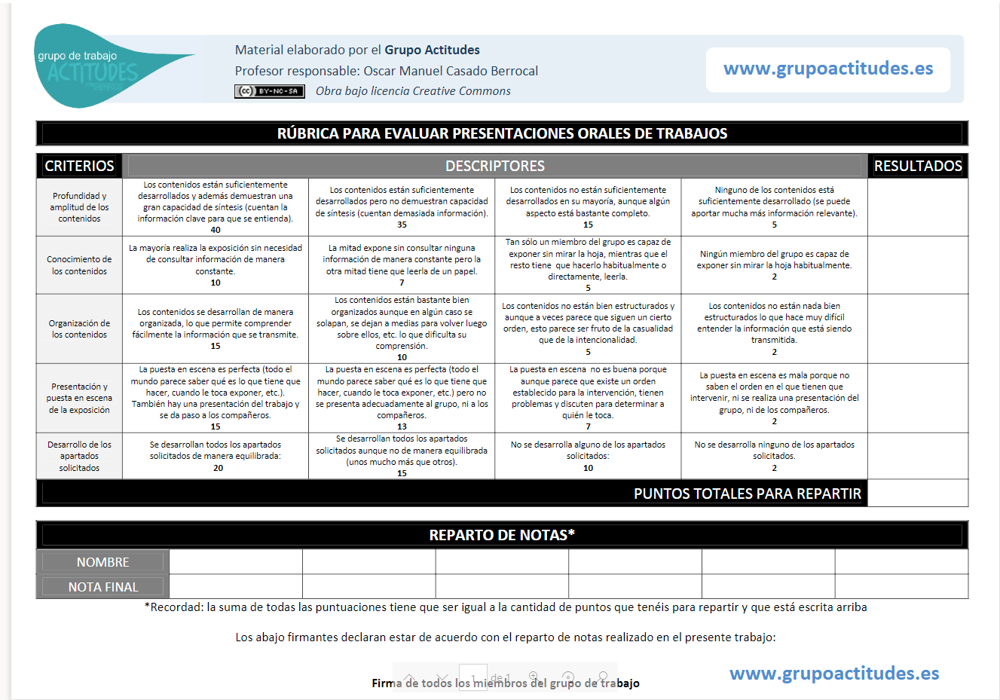 grupo de trabajo
ACTITUDES
Material elaborado por el Grupo Actitudes
Profesor responsable: Oscar Manuel Casado Berrocal
(cc) BY-NC-SA Obra bajo licencia Creative Commons
www.grupoactitudes.es
RÚBRICA PARA EVALUAR PRESENTACIONES ORALES DE TRABAJOS
CRITERIOS
DESCRIPTORES
RESULTADOS
Profundidad y
amplitud de los
contenidos
Los contenidos están suficientemente
desarrollados y además demuestran una
gran capacidad de síntesis (cuentan la
información clave para que se entienda).
40
Los contenidos están suficientemente
desarrollados pero no demuestran capacidad
de síntesis (cuentan demasiada información).
35
Los contenidos no están suficientemente
desarrollados en su mayoría, aunque algún
aspecto está bastante completo.
15
Ninguno de los contenidos está
suficientemente desarrollado (se puede
aportar mucha más información relevante).
5
Conocimiento de
los contenidos
La mayoría realiza la exposición sin necesidad
de consultar información de manera
constante.
10
La mitad expone sin consultar ninguna
información de manera constante pero la
otra mitad tiene que leerla de un papel.
7
Tan sólo un miembro del grupo es capaz de
exponer sin mirar la hoja, mientras que el
resto tiene que hacerlo habitualmente o
directamente, leerla.
5
Ningún miembro del grupo es capaz de
exponer sin mirar la hoja habitualmente.
2
Organización de
los contenidos
Los contenidos se desarrollan de manera
organizada, lo que permite comprender
fácilmente la información que se transmite.
15
Los contenidos están bastante bien
organizados aunque en algún caso se
solapan, se dejan a medias para volver luego
sobre ellos, etc. lo que dificulta su
comprensión.
10
Los contenidos no están bien estructurados y
aunque a veces parece que siguen un cierto
orden, esto parece ser fruto de la casualidad
que de la intencionalidad.
5
Los contenidos no están nada bien
estructurados lo que hace muy difícil
entender la información que está siendo
transmitida.
2
Presentación y
puesta en escena
de la exposición
La puesta en escena es perfecta (todo el
mundo parece saber qué es lo que tiene que
hacer, cuando le toca exponer, etc.).
También hay una presentación del trabajo y
se da paso a los compañeros.
15
La puesta en escena es perfecta (todo el
mundo parece saber qué es lo que tiene que
hacer, cuando le toca exponer, etc.) pero no
se presenta adecuadamente al grupo, ni a los
compañeros.
13
La puesta en escena no es buena porque
aunque parece que existe un orden
establecido para la intervención, tienen
problemas y discuten para determinar a
quién le toca.
7
La puesta en escena es mala porque no
saben el orden en el que tienen que
intervenir, ni se realiza una presentación del
grupo, ni de los compañeros.
2
Desarrollo de los
apartados
solicitados
Se desarrollan todos los apartados
solicitados de manera equilibrada:
20
Se desarrollan todos los apartados
solicitados aunque no de manera equilibrada
(unos mucho más que otros).
15
No se desarrolla alguno de los apartados
solicitados:
10
No se desarrolla ninguno de los apartados
solicitados.
2
PUNTOS TOTALES PARA REPARTIR
REPARTO DE NOTAS*
NOMBRE
NOTA FINAL
*Recordad: la suma de todas las puntuaciones tiene que ser igual a la cantidad de puntos que tenéis para repartir y que está escrita arriba
Los abajo firmantes declaran estar de acuerdo con el reparto de notas realizado en el presente trabajo:
www.grupoactitudes.es
1 de 1
Firma de todos los miembros del grupo de trabajo